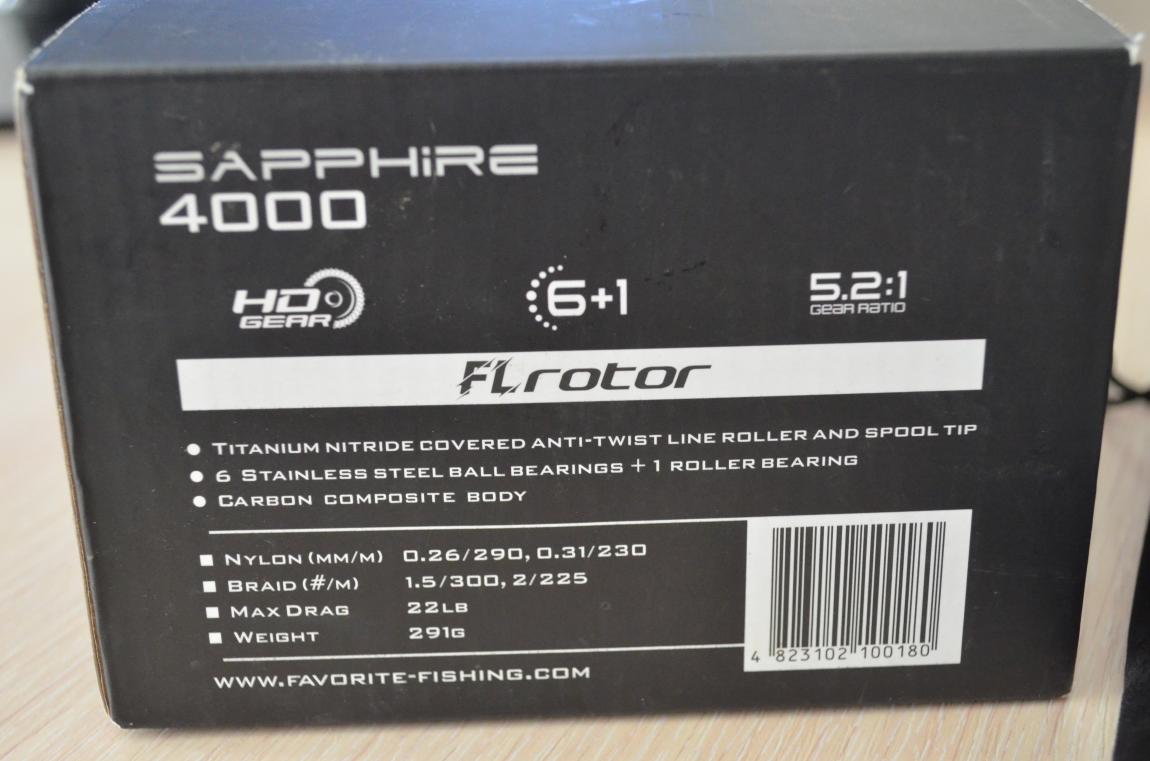 SAPPHiRE
4000
HD GEAR
6+1
5.2:1
GEAR RATIO
FL rotor
● TITANIUM NITRIDE COVERED ANTI-TWIST LINE ROLLER AND SPOOL TIP
● 6 STAINLESS STEEL BALL BEARINGS + 1 ROLLER BEARING
● CARBON COMPOSITE BODY
■ NYLON (MM/M) 0.26/290, 0.31/230
■ BRAID (#/M) 1.5/300, 2/225
■ MAX DRAG 22LB
■ WEIGHT 291G
WWW.FAVORITE-FISHING.COM
4 823102 100180